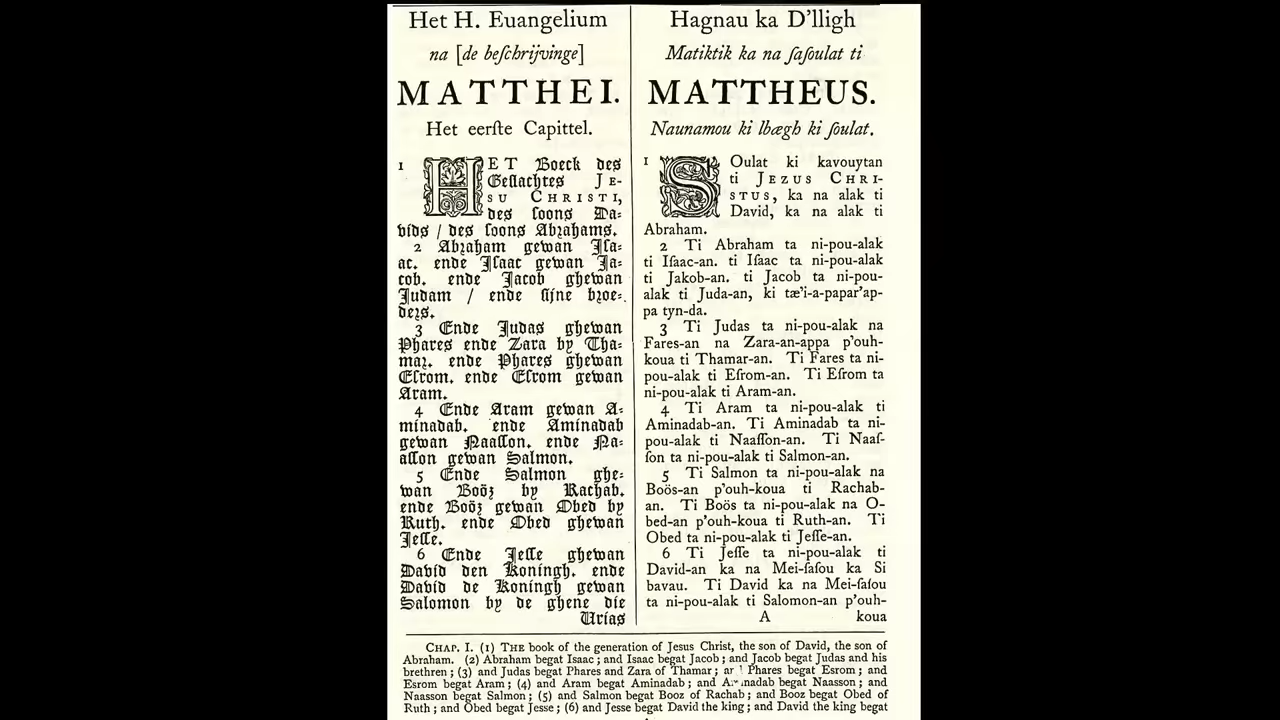 Het H. Euangelium
na [de beſchrijvinge]
MATTHEI.
Het eerſte Capittel.
1 HET Boeck des
Geſlachtes JE-
SU CHRISTI,
des ſoons Da-
vids / des ſoons Abꝛahams.
2 Abꝛaham gewan Iſa-
ac. ende Iſaac gewan Ja-
cob. ende Jacob ghewan
Judam / ende ſijne bꝛoe-
deꝛs.
3 Ende Judas ghewan
Phares ende Zara by Tha-
maꝛ. ende Phares ghewan
Eſrom. ende Eſrom gewan
Aram.
4 Ende Aram gewan A-
minadab. ende Aminadab
gewan Naaſſon. ende Na-
aſſon gewan Salmon.
5 Ende Salmon ghe-
wan Boöz by Rachab.
ende Boöz gewan Obed by
Ruth. ende Obed ghewan
Jeſſe.
6 Ende Jeſſe ghewan
David den Koningh. ende
David de Koningh gewan
Salomon by de ghene die
Urias
Hagnau ka D'lligh
Matiktik ka na ſaſoulat ti
MATTHEUS.
Naunamou ki lbægh ki ſoulat.
1 SOulat ki kavouytan
ti JEZUS CHRI-
STUS, ka na alak ti
David, ka na alak ti
Abraham.
2 Ti Abraham ta ni-pou-alak
ti Iſaac-an. ti Iſaac ta ni-pou-alak
ti Jakob-an. ti Jacob ta ni-pou-
alak ti Juda-an, ki tæ'i-a-papar'ap-
pa tyn-da.
3 Ti Judas ta ni-pou-alak na
Fares-an na Zara-an-appa p'ouh-
koua ti Thamar-an. Ti Fares ta ni-
pou-alak ti Eſrom-an. Ti Eſrom ta
ni-pou-alak ti Aram-an.
4 Ti Aram ta ni-pou-alak ti
Aminadab-an. Ti Aminadab ta ni-
pou-alak ti Naaſſon-an. Ti Naaſ-
ſon ta ni-pou-alak ti Salmon-an.
5 Ti Salmon ta ni-pou-alak na
Boös-an p'ouh-koua ti Rachab-
an. Ti Boös ta ni-pou-alak na O-
bed-an p'ouh-koua ti Ruth-an. Ti
Obed ta ni-pou-alak ti Jeſſe-an.
6 Ti Jeſſe ta ni-pou-alak ti
David-an ka na Mei-ſaſou ka Si
bavau. Ti David ka na Mei-ſaſou
ta ni-pou-alak ti Salomon-an p'ouh-
A koua
CHAP. I. (1) THE book of the generation of Jesus Christ, the son of David, the son of
Abraham. (2) Abraham begat Isaac; and Isaac begat Jacob; and Jacob begat Judas and his
brethren; (3) and Judas begat Phares and Zara of Thamar; Phares begat Esrom; and
Esrom begat Aram; (4) and Aram begat Aminadab; and Aminadab begat Naasson; and
Naasson begat Salmon; (5) and Salmon begat Booz of Rachab; and Booz begat Obed of
Ruth; and Obed begat Jesse; (6) and Jesse begat David the king; and David the king begat